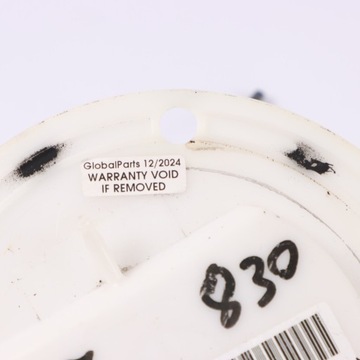 GlobalParts 12/2024
WARRANTY VOID
IF REMOVED
830